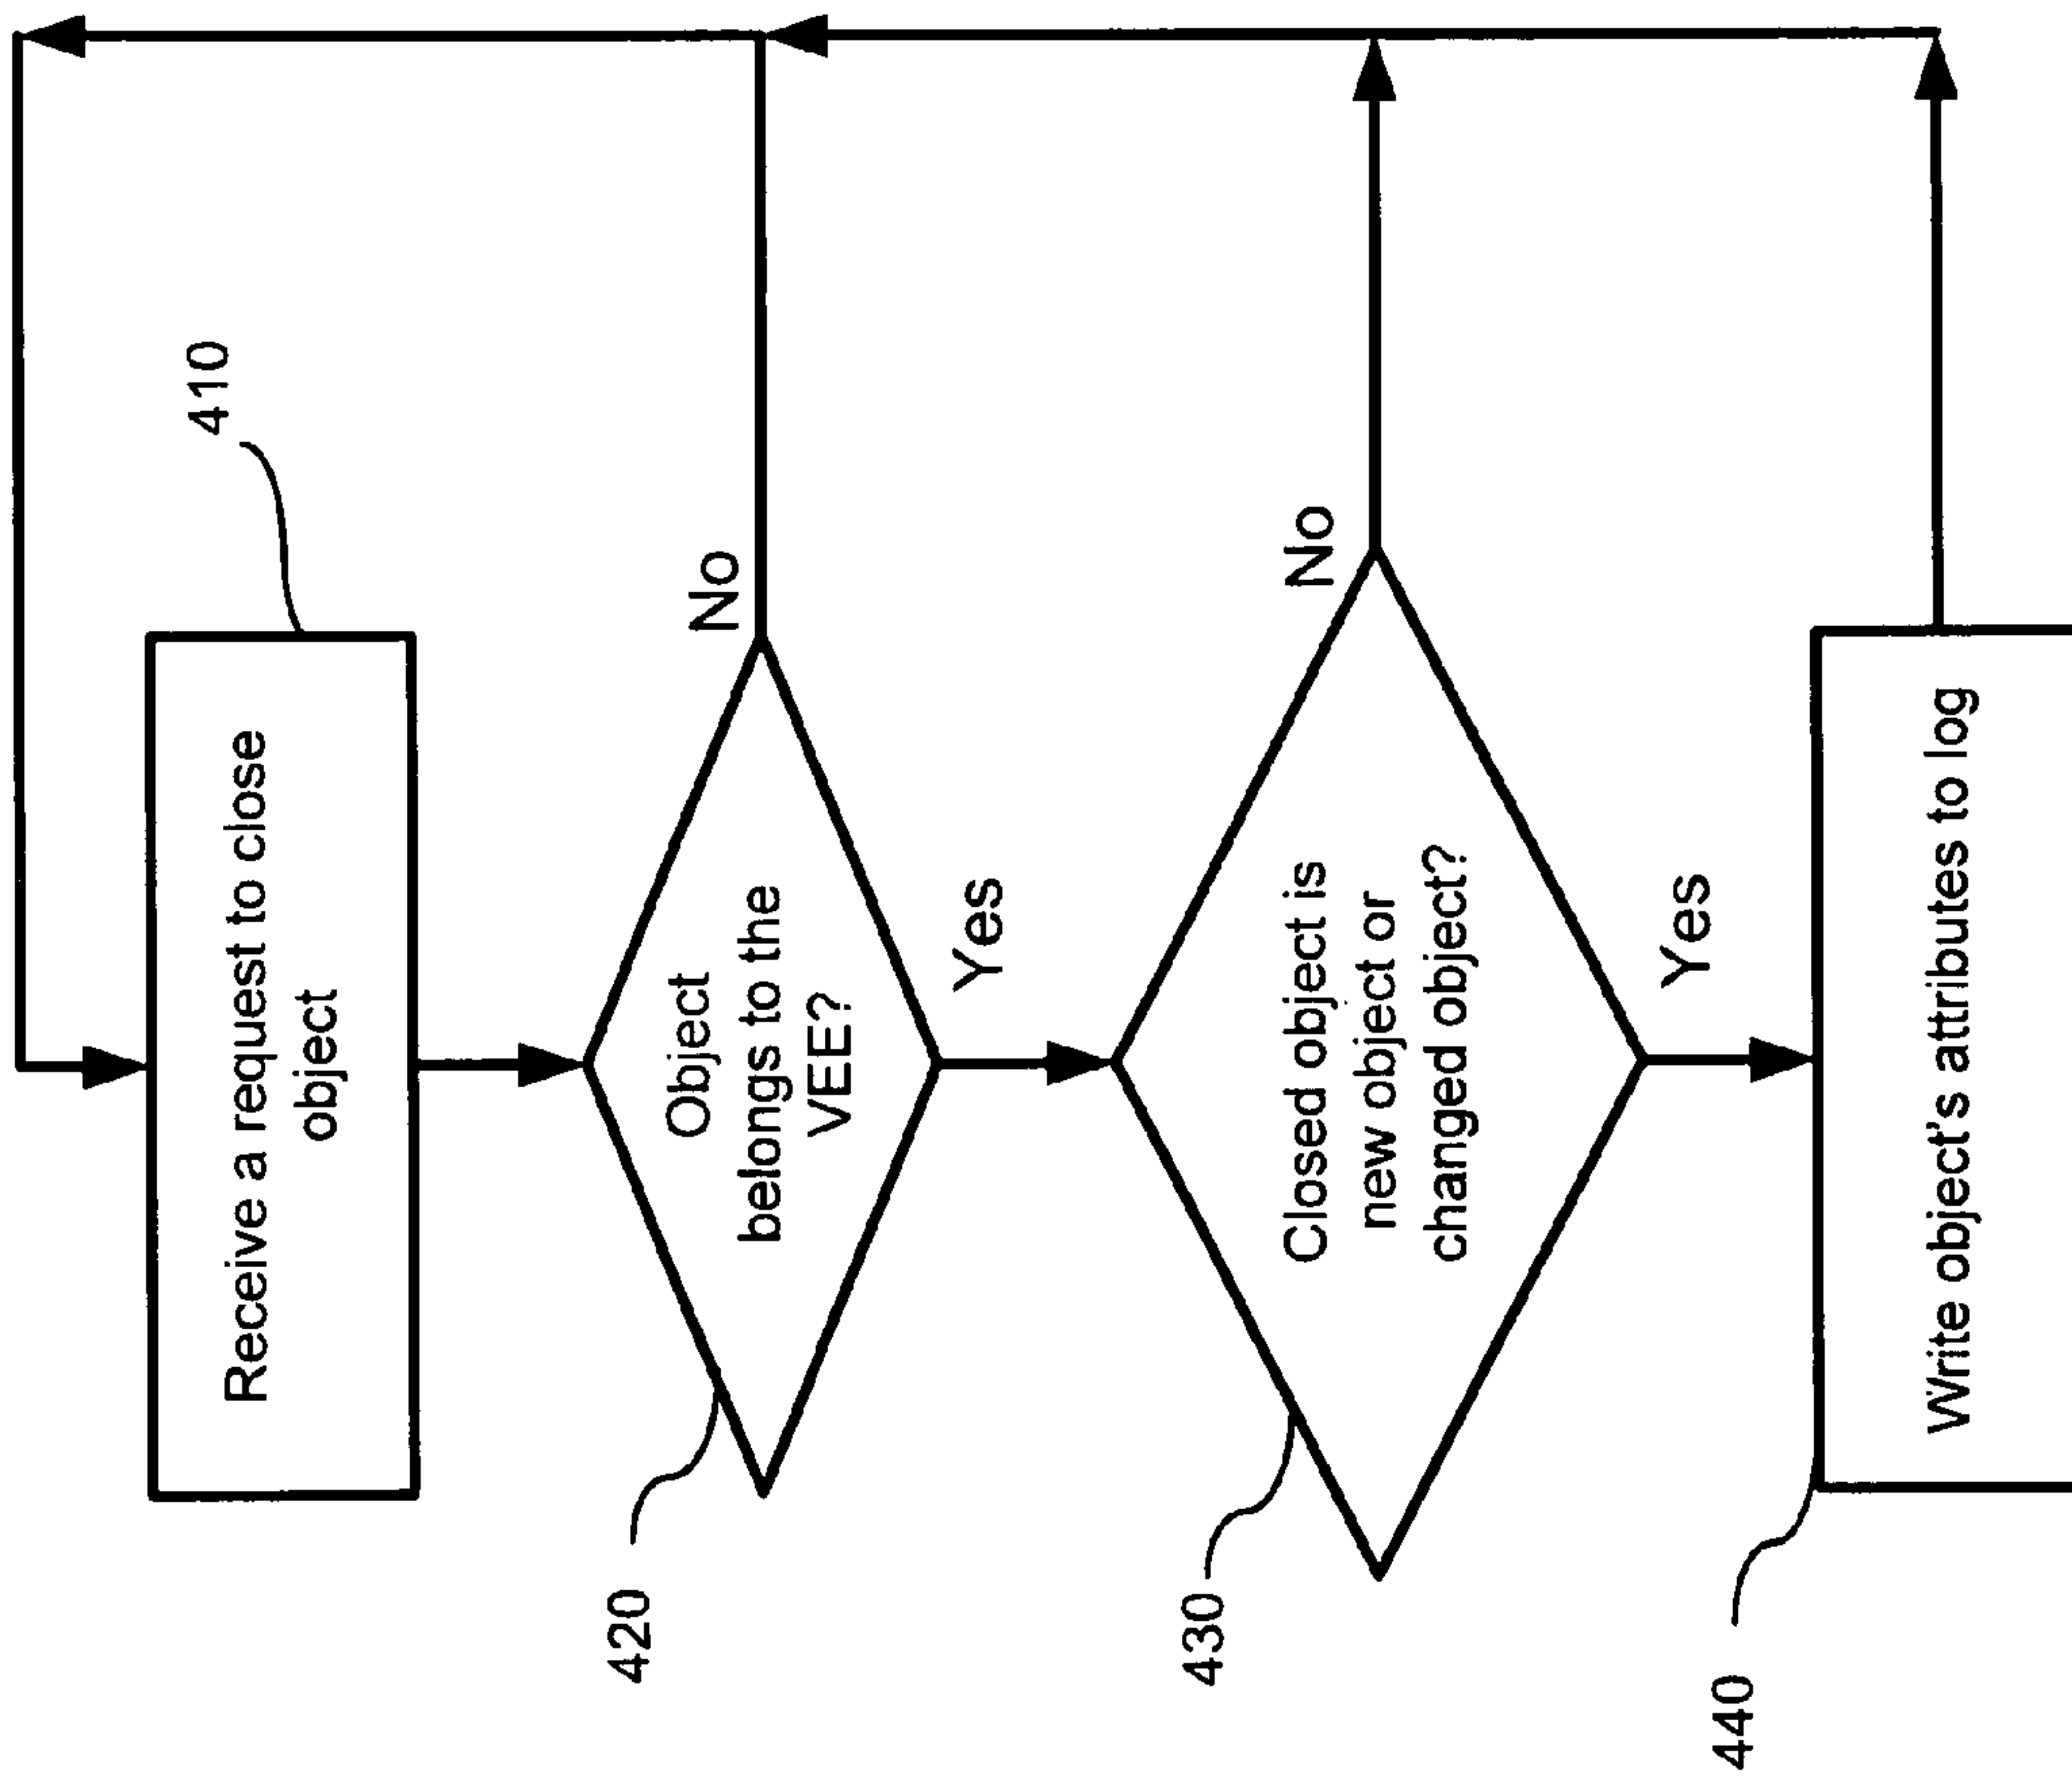 410
Receive a request to close
object
420
Object
belongs to the
VEE?
No
Yes
430
Closed object is
new object or
changed object?
No
Yes
440
Write object's attributes to log